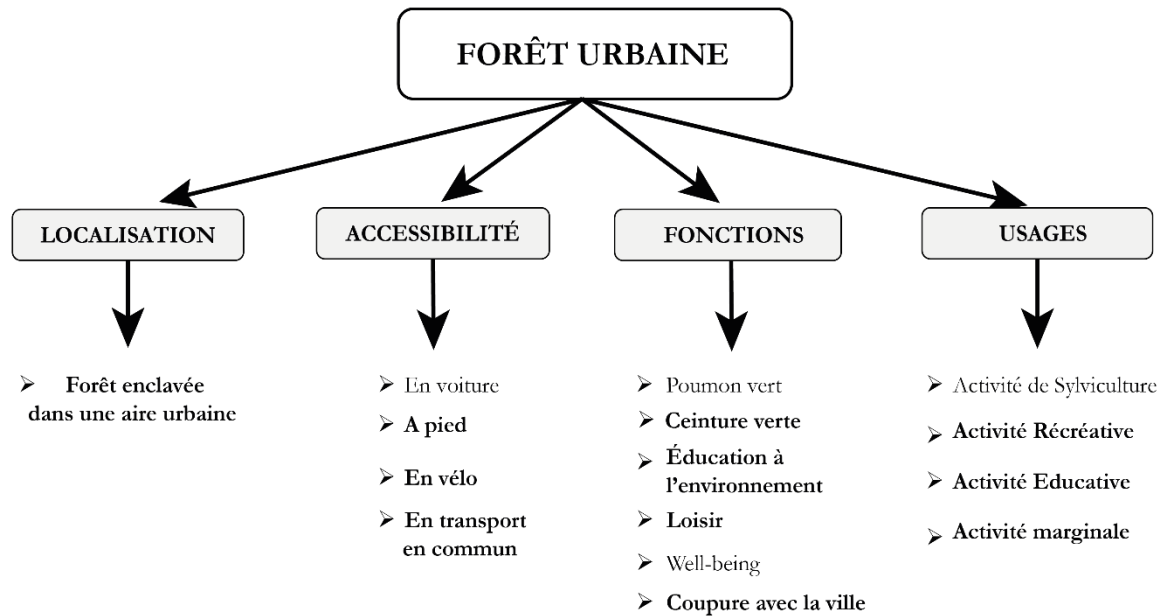 FORÊT URBAINE
LOCALISATION
ACCESSIBILITÉ
FONCTIONS
USAGES
Forêt enclavée
dans une aire urbaine
En voiture
A pied
En vélo
En transport
en commun
Poumon vert
Ceinture verte
Éducation à
l'environnement
Loisir
Well-being
Coupure avec la ville
Activité de Sylviculture
Activité Récréative
Activité Educative
Activité marginale